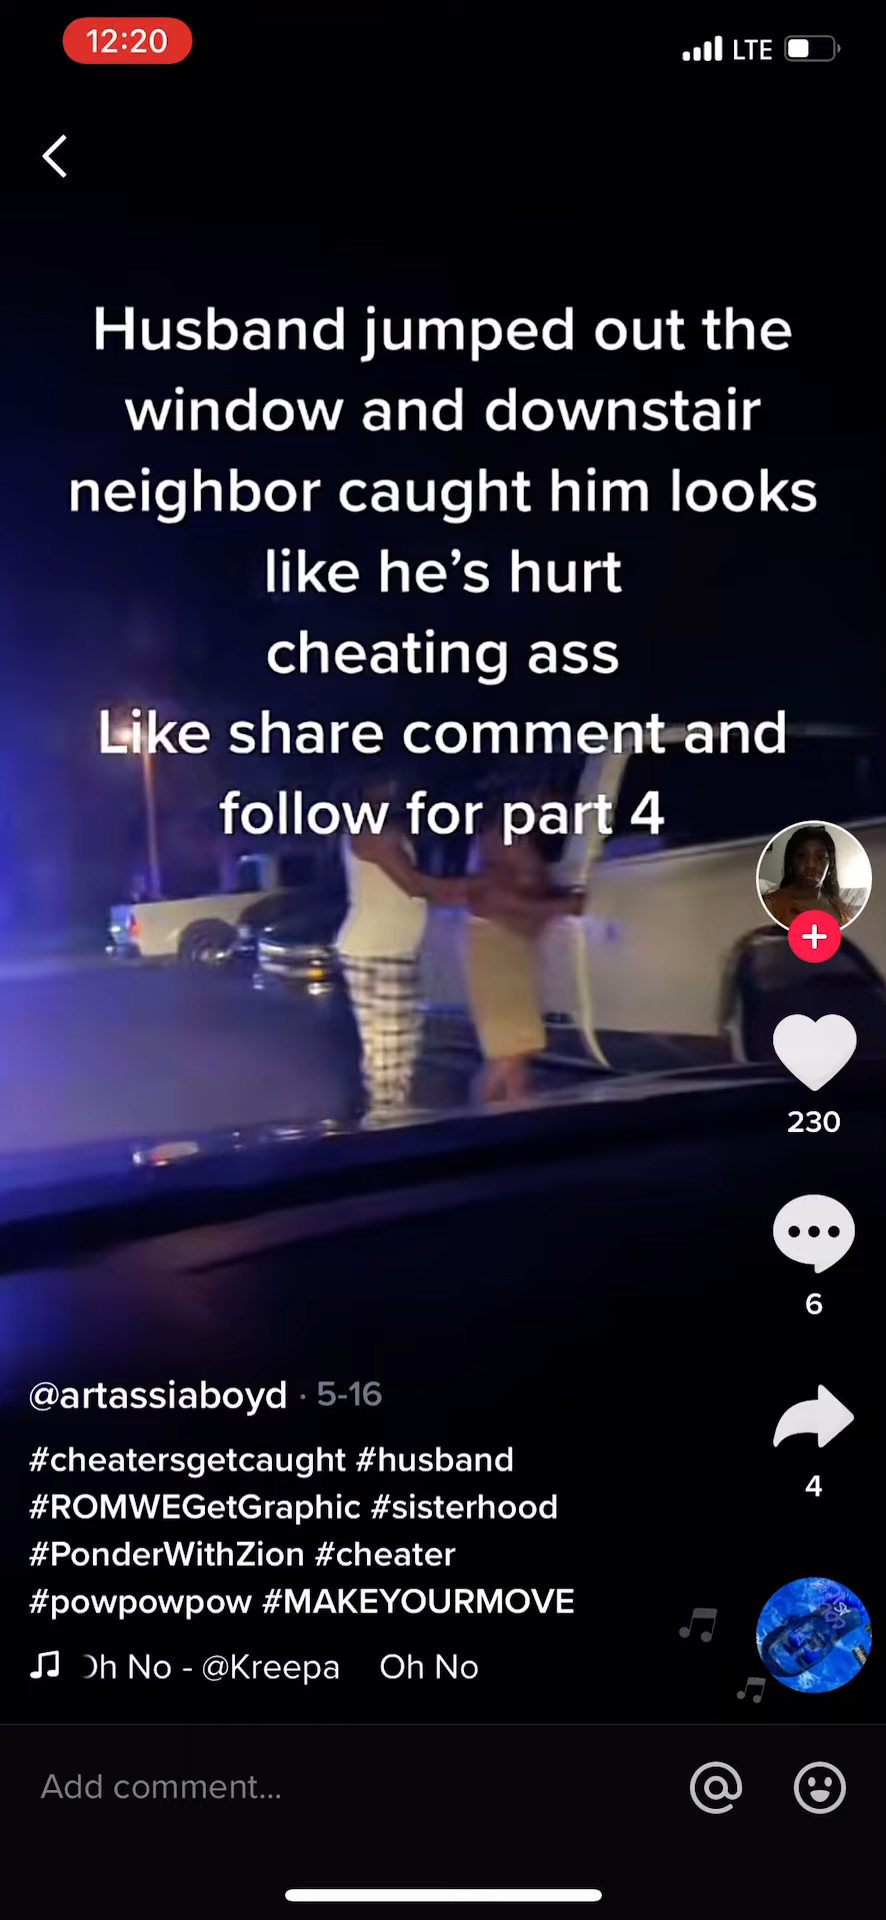 12:20
LTE
Husband jumped out the
window and downstair
neighbor caught him looks
like he’s hurt
cheating ass
Like share comment and
follow for part 4
230
6
@artassiaboyd · 5-16
#cheatersgetcaught #husband
4
#ROMWEGetGraphic #sisterhood
#PonderWithZion #cheater
#powpowpow #MAKEYOURMOVE
Oh No - @Kreepa Oh No
Add comment...